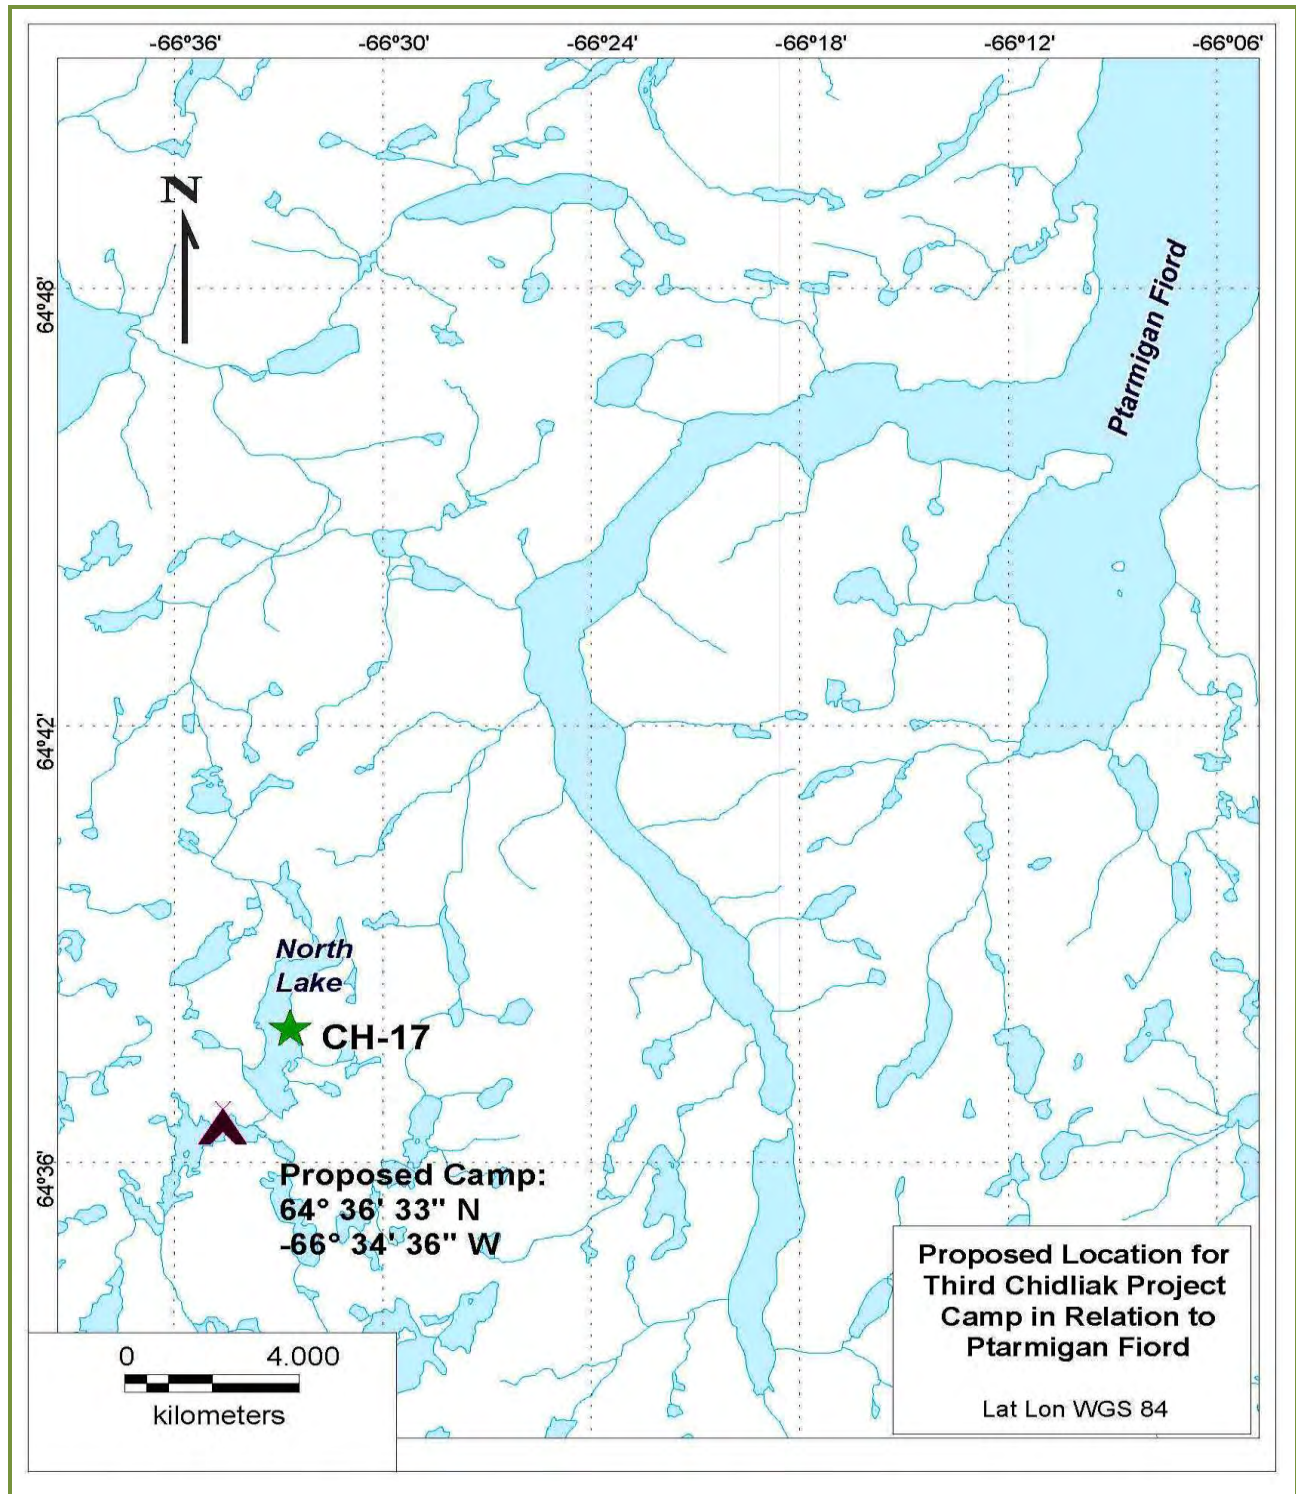 -66°36' -66°30' -66°24' -66°18' -66°12' -66°06'
N
64°48'
Ptarmigan Fiord
64°42'
North
Lake
CH-17
64°36'
Proposed Camp:
64° 36' 33" N
-66° 34' 36" W
Proposed Location for
Third Chidliak Project
Camp in Relation to
Ptarmigan Fiord
Lat Lon WGS 84
0 4.000
kilometers